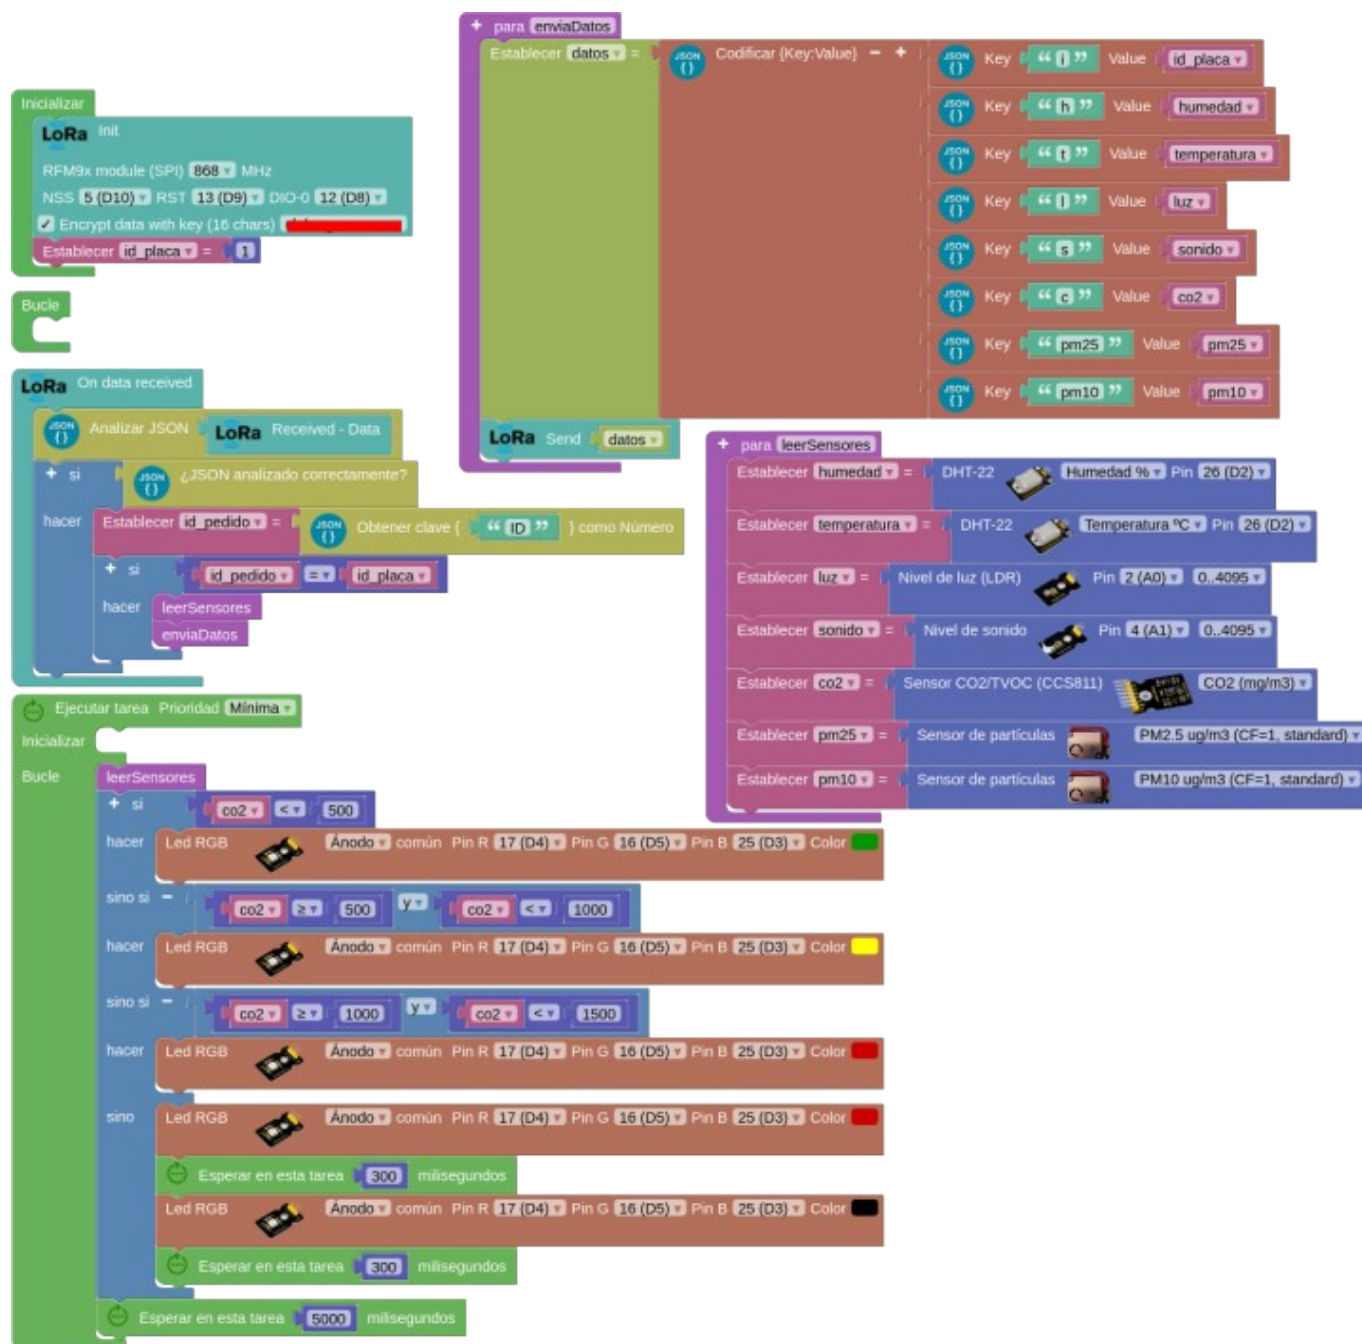 Inicializar
LoRa Init
RFM9x module (SPI) 868 MHz
NSS 5 (D10) RST 13 (D9) DIO-0 12 (D8)
Encrypt data with key (16 chars)
Establecer id_placa = 1
Bucle
LoRa On data received
JSON {} Analizar JSON LoRa Received - Data
+ si JSON {} ¿JSON analizado correctamente?
hacer Establecer id_pedido = JSON {} Obtener clave { “ ID ” } como Número
+ si id_pedido = id_placa
hacer leerSensores
enviaDatos
+ para enviaDatos
Establecer datos = JSON {} Codificar {Key:Value} - +
JSON {} Key “ i ” Value id_placa
JSON {} Key “ h ” Value humedad
JSON {} Key “ t ” Value temperatura
JSON {} Key “ l ” Value luz
JSON {} Key “ s ” Value sonido
JSON {} Key “ c ” Value co2
JSON {} Key “ pm25 ” Value pm25
JSON {} Key “ pm10 ” Value pm10
LoRa Send datos
+ para leerSensores
Establecer humedad = DHT-22 Humedad % Pin 26 (D2)
Establecer temperatura = DHT-22 Temperatura ºC Pin 26 (D2)
Establecer luz = Nivel de luz (LDR) Pin 2 (A0) 0..4095
Establecer sonido = Nivel de sonido Pin 4 (A1) 0..4095
Establecer co2 = Sensor CO2/TVOC (CCS811) CO2 (mg/m3)
Establecer pm25 = Sensor de partículas PM2.5 ug/m3 (CF=1, standard)
Establecer pm10 = Sensor de partículas PM10 ug/m3 (CF=1, standard)
Ejecutar tarea Prioridad Mínima
Inicializar
Bucle leerSensores
+ si co2 < 500
hacer Led RGB Ánodo común Pin R 17 (D4) Pin G 16 (D5) Pin B 25 (D3) Color
sino si - co2 ≥ 500 y co2 < 1000
hacer Led RGB Ánodo común Pin R 17 (D4) Pin G 16 (D5) Pin B 25 (D3) Color
sino si - co2 ≥ 1000 y co2 < 1500
hacer Led RGB Ánodo común Pin R 17 (D4) Pin G 16 (D5) Pin B 25 (D3) Color
sino Led RGB Ánodo común Pin R 17 (D4) Pin G 16 (D5) Pin B 25 (D3) Color
Esperar en esta tarea 300 milisegundos
Led RGB Ánodo común Pin R 17 (D4) Pin G 16 (D5) Pin B 25 (D3) Color
Esperar en esta tarea 300 milisegundos
Esperar en esta tarea 5000 milisegundos